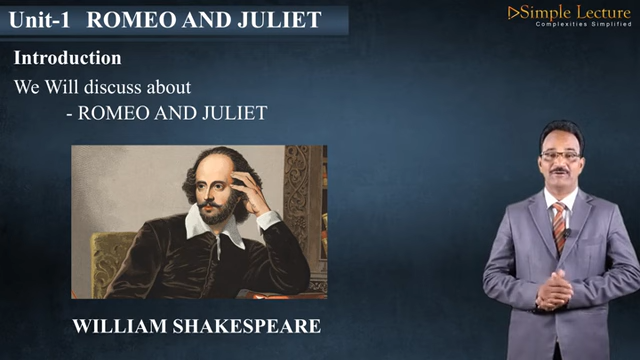 Unit-1 ROMEO AND JULIET
Simple Lecture
Complexities Simplified
Introduction
We Will discuss about
- ROMEO AND JULIET
WILLIAM SHAKESPEARE